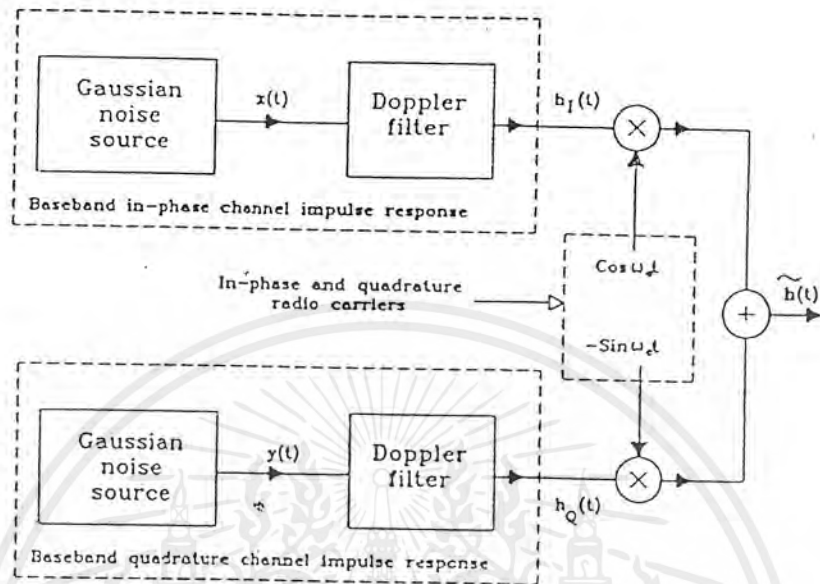 Gaussian
noise
source
x(t)
Doppler
filter
h_I(t)
×
Baseband in-phase channel impulse response
Cos ω_c t
In-phase and quadrature
radio carriers
+
h̃(t)
-Sin ω_c t
Gaussian
noise
source
y(t)
Doppler
filter
h_Q(t)
×
Baseband quadrature channel impulse response